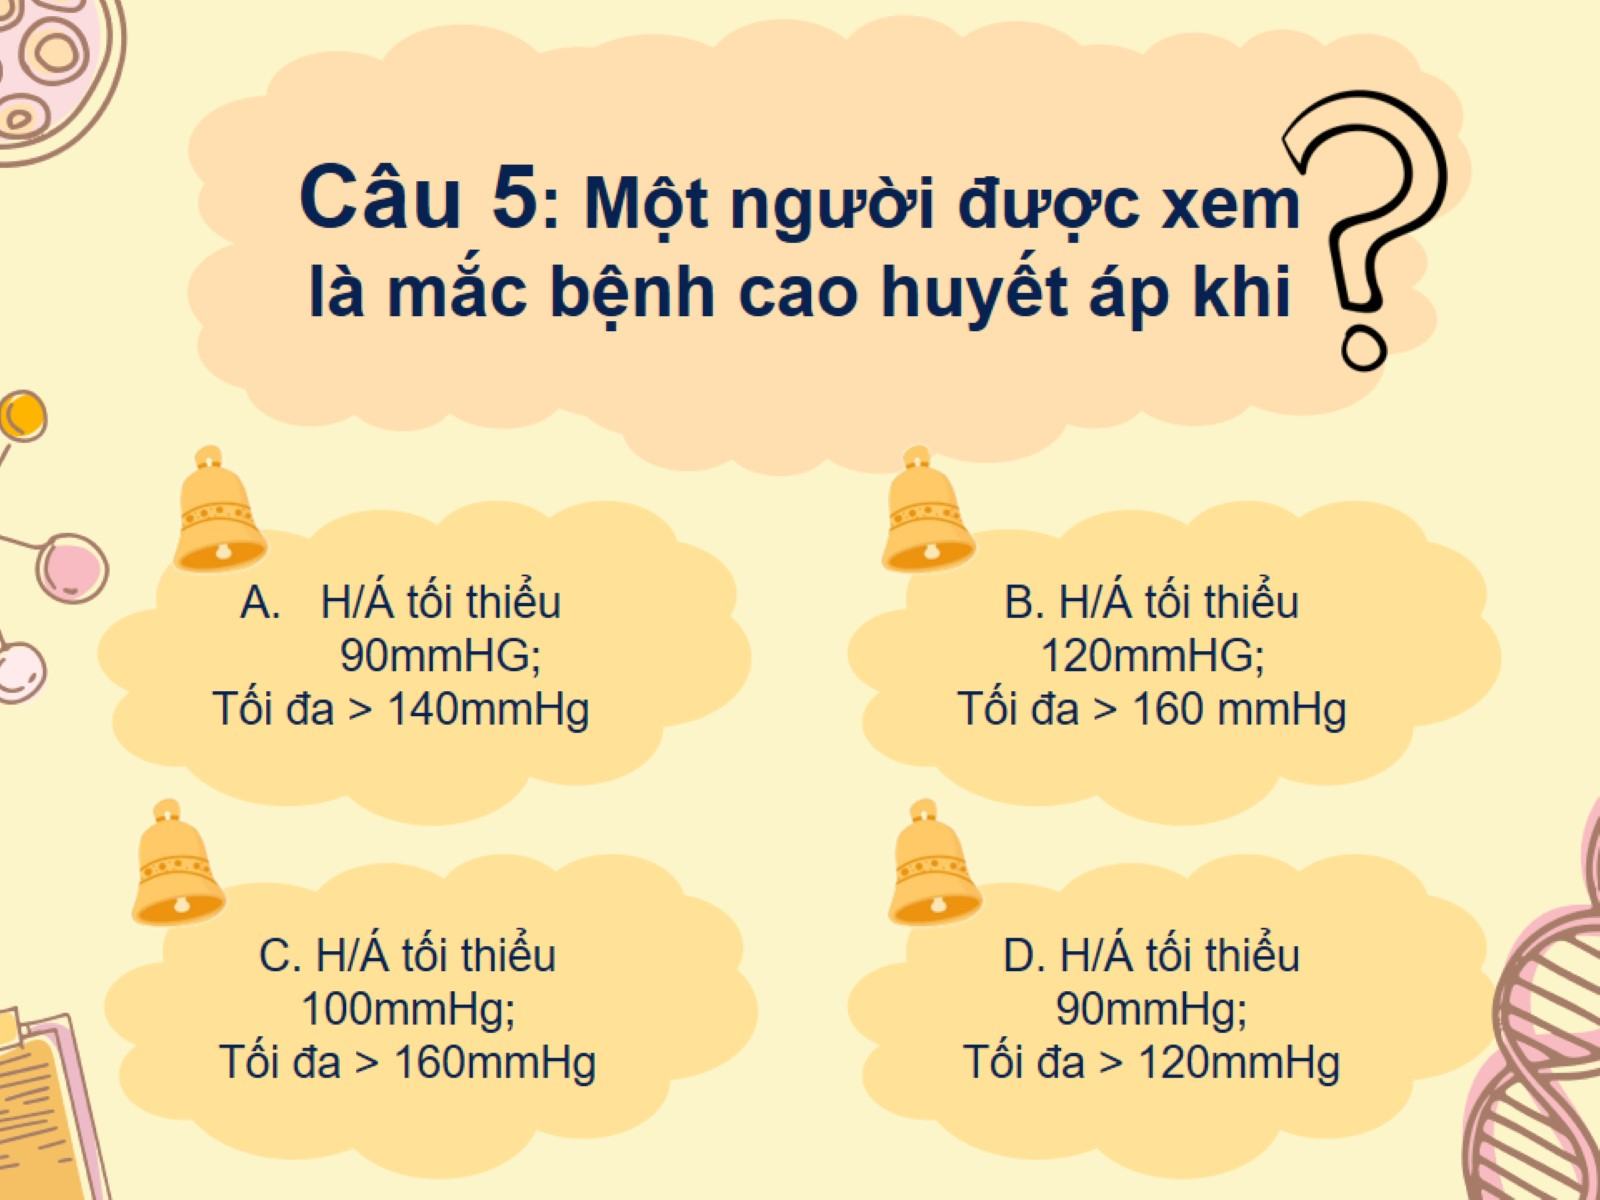 Câu 5: Một người được xem
là mắc bệnh cao huyết áp khi
A. H/Á tối thiểu
90mmHG;
Tối đa > 140mmHg
B. H/Á tối thiểu
120mmHG;
Tối đa > 160 mmHg
C. H/Á tối thiểu
100mmHg;
Tối đa > 160mmHg
D. H/Á tối thiểu
90mmHg;
Tối đa > 120mmHg